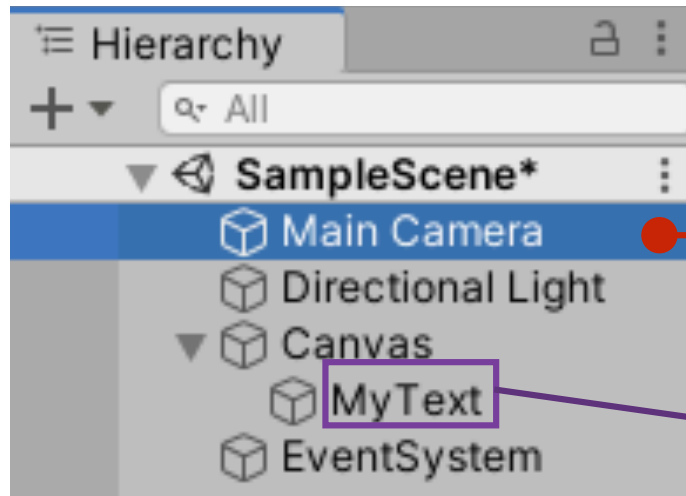 Hierarchy
All
SampleScene*
Main Camera
Directional Light
Canvas
MyText
EventSystem